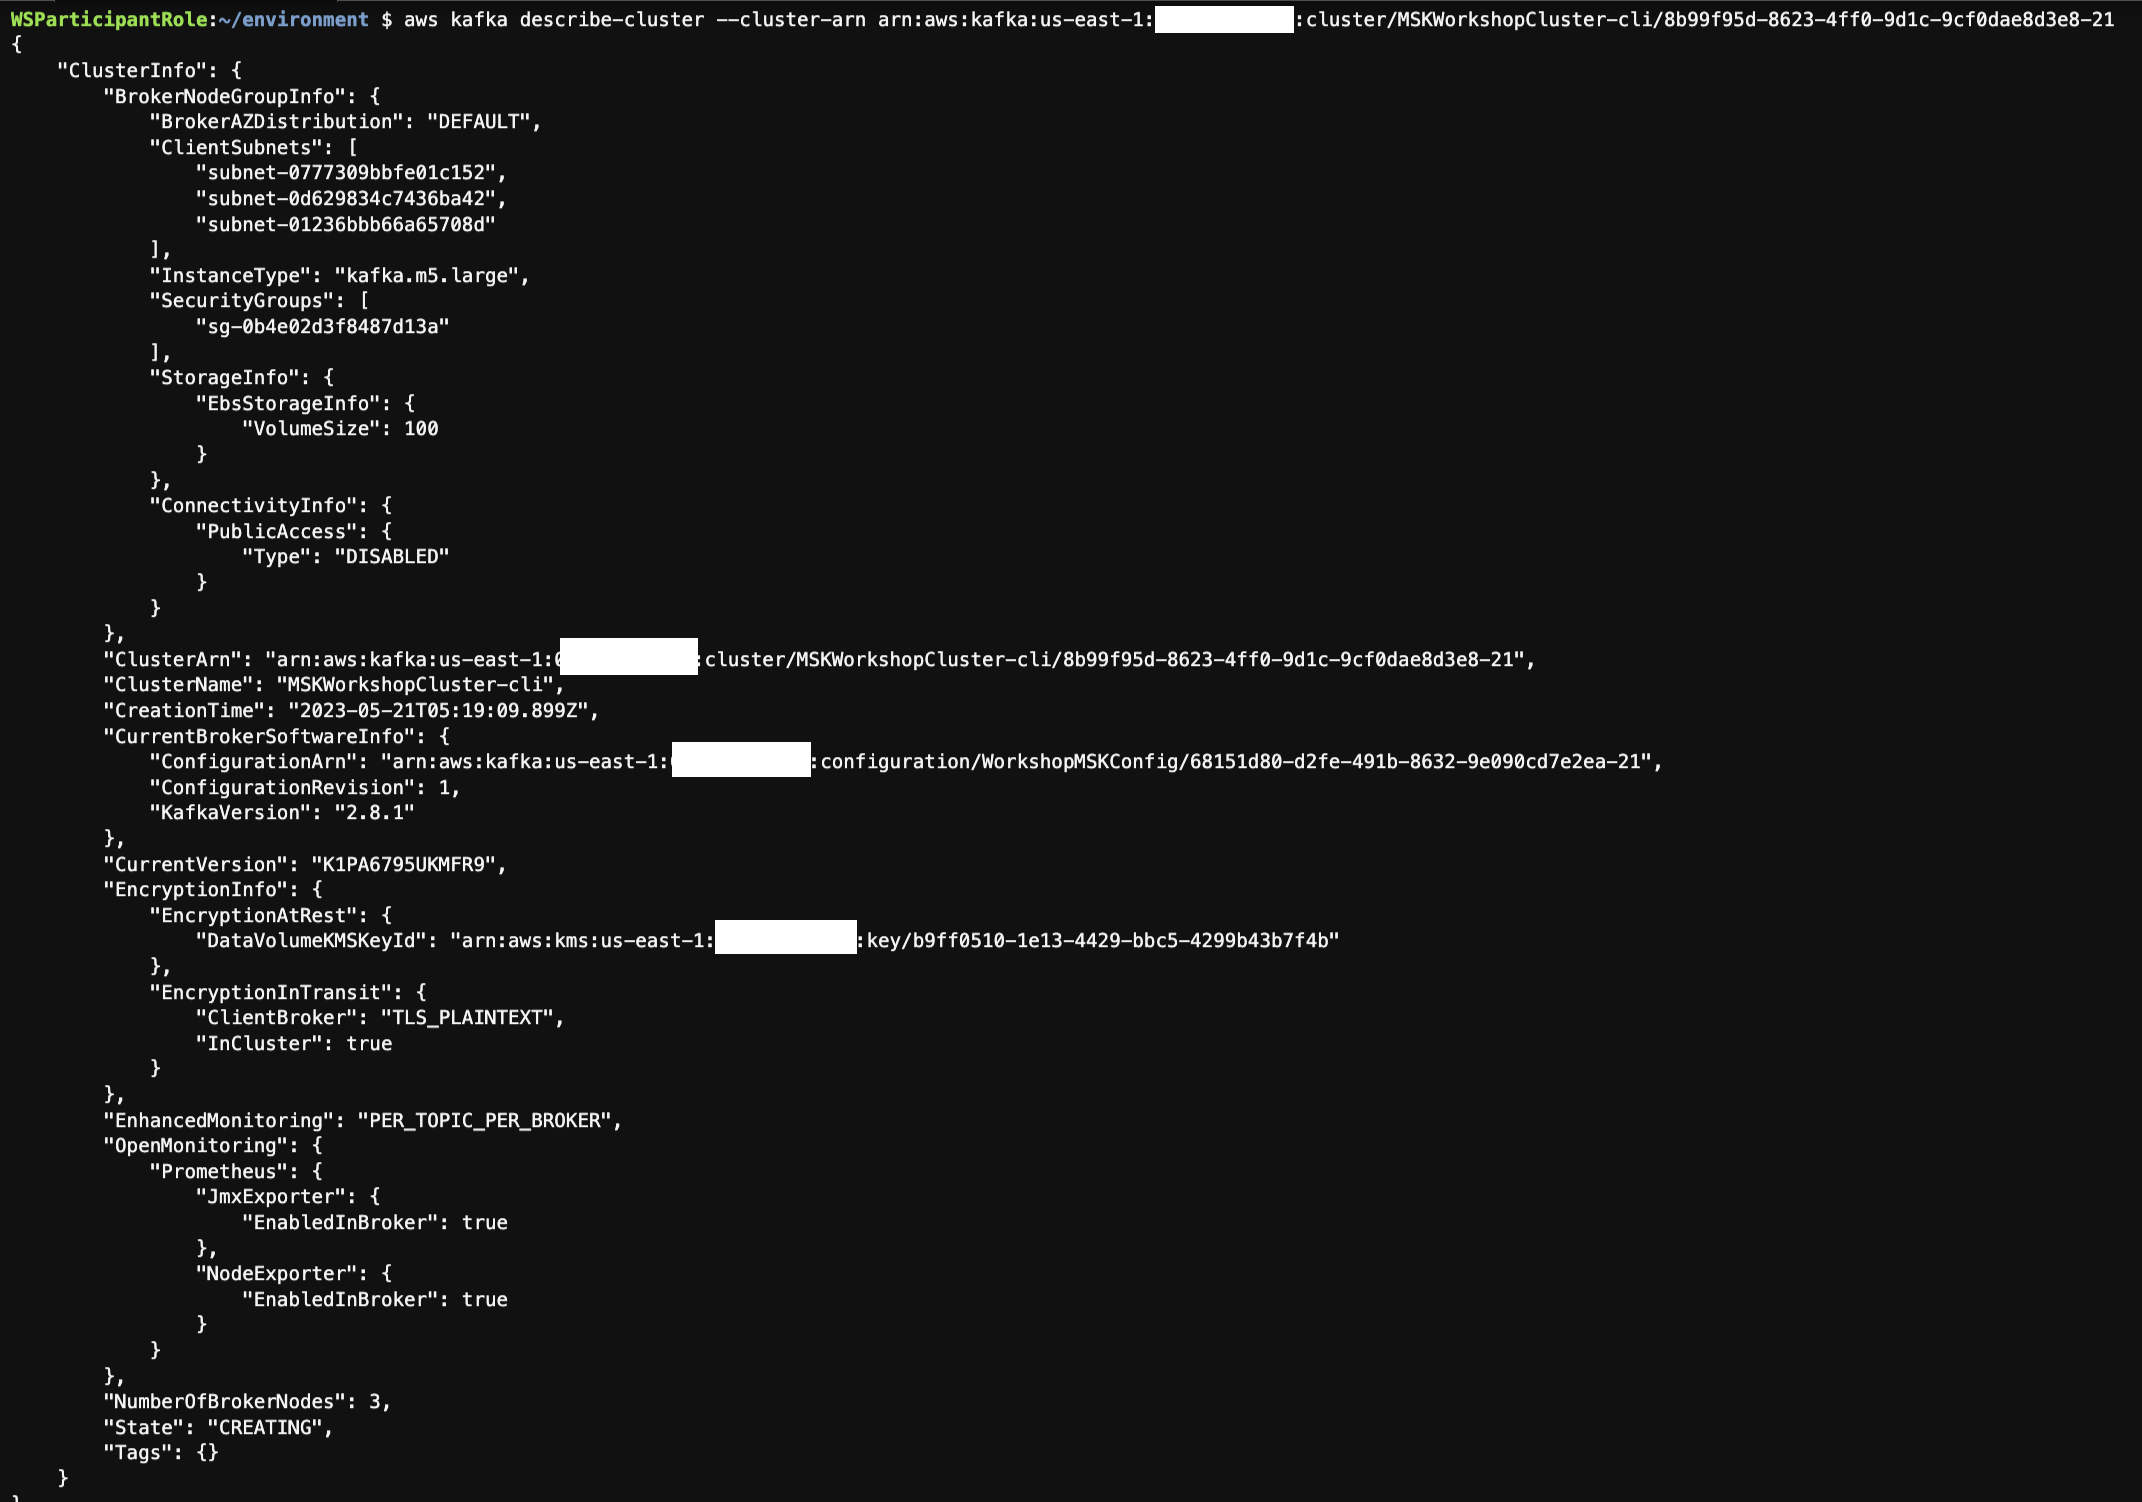 WSParticipantRole:~/environment $ aws kafka describe-cluster --cluster-arn arn:aws:kafka:us-east-1: :cluster/MSKWorkshopCluster-cli/8b99f95d-8623-4ff0-9d1c-9cf0dae8d3e8-21
{
    "ClusterInfo": {
        "BrokerNodeGroupInfo": {
            "BrokerAZDistribution": "DEFAULT",
            "ClientSubnets": [
                "subnet-0777309bbfe01c152",
                "subnet-0d629834c7436ba42",
                "subnet-01236bbb66a65708d"
            ],
            "InstanceType": "kafka.m5.large",
            "SecurityGroups": [
                "sg-0b4e02d3f8487d13a"
            ],
            "StorageInfo": {
                "EbsStorageInfo": {
                    "VolumeSize": 100
                }
            },
            "ConnectivityInfo": {
                "PublicAccess": {
                    "Type": "DISABLED"
                }
            }
        },
        "ClusterArn": "arn:aws:kafka:us-east-1: :cluster/MSKWorkshopCluster-cli/8b99f95d-8623-4ff0-9d1c-9cf0dae8d3e8-21",
        "ClusterName": "MSKWorkshopCluster-cli",
        "CreationTime": "2023-05-21T05:19:09.899Z",
        "CurrentBrokerSoftwareInfo": {
            "ConfigurationArn": "arn:aws:kafka:us-east-1: :configuration/WorkshopMSKConfig/68151d80-d2fe-491b-8632-9e090cd7e2ea-21",
            "ConfigurationRevision": 1,
            "KafkaVersion": "2.8.1"
        },
        "CurrentVersion": "K1PA6795UKMFR9",
        "EncryptionInfo": {
            "EncryptionAtRest": {
                "DataVolumeKMSKeyId": "arn:aws:kms:us-east-1: :key/b9ff0510-1e13-4429-bbc5-4299b43b7f4b"
            },
            "EncryptionInTransit": {
                "ClientBroker": "TLS_PLAINTEXT",
                "InCluster": true
            }
        },
        "EnhancedMonitoring": "PER_TOPIC_PER_BROKER",
        "OpenMonitoring": {
            "Prometheus": {
                "JmxExporter": {
                    "EnabledInBroker": true
                },
                "NodeExporter": {
                    "EnabledInBroker": true
                }
            }
        },
        "NumberOfBrokerNodes": 3,
        "State": "CREATING",
        "Tags": {}
    }
}